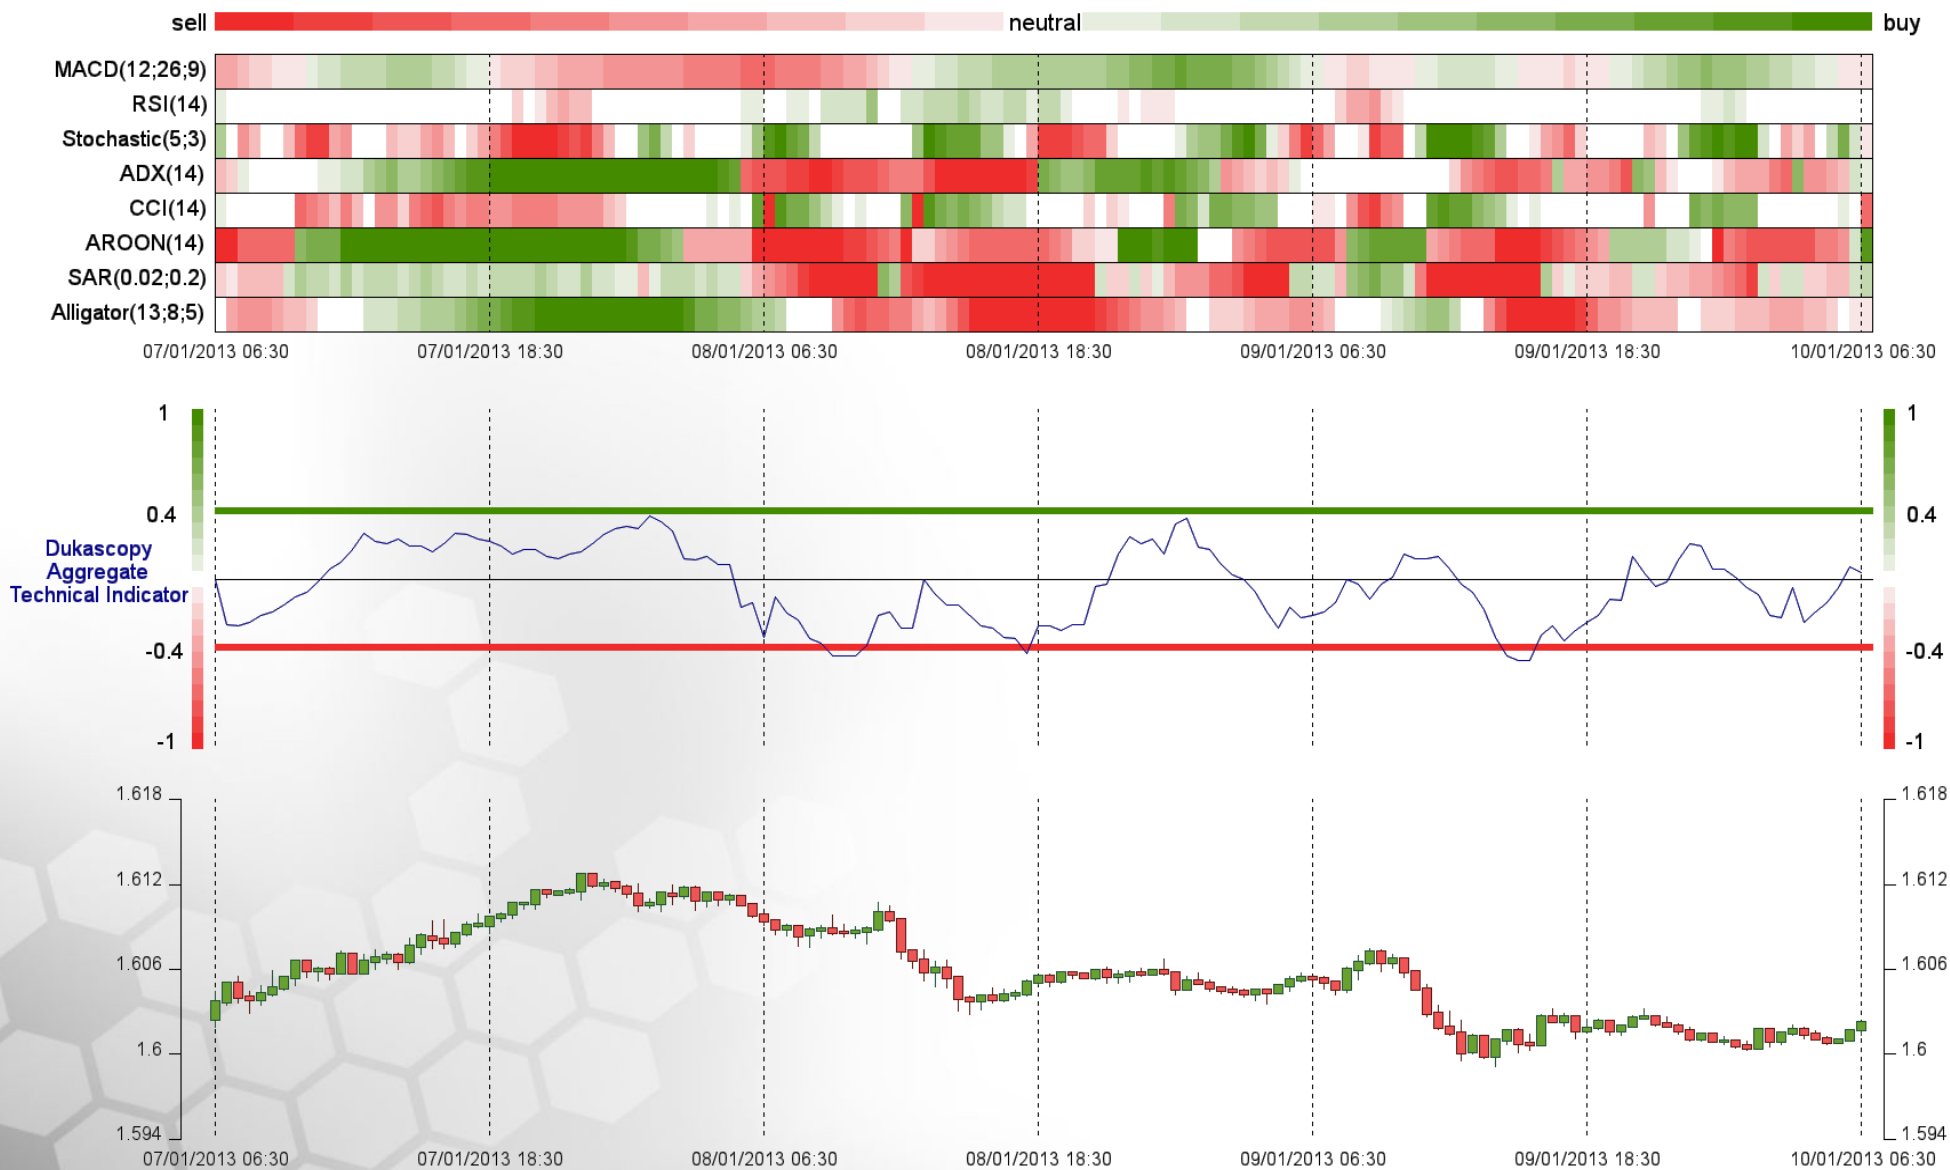 sell neutral buy
MACD(12;26;9)
RSI(14)
Stochastic(5;3)
ADX(14)
CCI(14)
AROON(14)
SAR(0.02;0.2)
Alligator(13;8;5)
07/01/2013 06:30 07/01/2013 18:30 08/01/2013 06:30 08/01/2013 18:30 09/01/2013 06:30 09/01/2013 18:30 10/01/2013 06:30
1 1
0.4 0.4
Dukascopy
Aggregate
Technical Indicator
-0.4 -0.4
-1 -1
1.618 1.618
1.612 1.612
1.606 1.606
1.6 1.6
1.594 1.594
07/01/2013 06:30 07/01/2013 18:30 08/01/2013 06:30 08/01/2013 18:30 09/01/2013 06:30 09/01/2013 18:30 10/01/2013 06:30